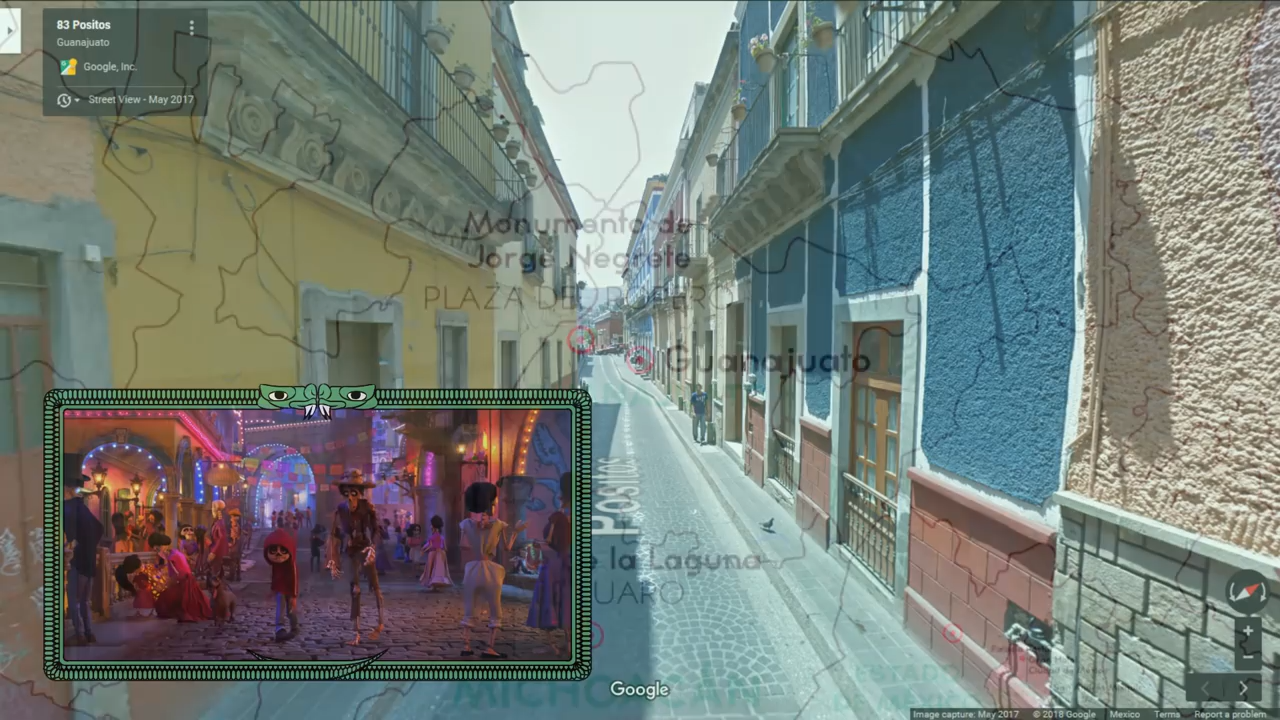 83 Positos
Guanajuato
Google, Inc.
Street View - May 2017
Monumento de
Jorge Negrete
Guanajuato
Positos
de la Laguna
Google
Image capture: May 2017 © 2018 Google Mexico Terms Report a problem